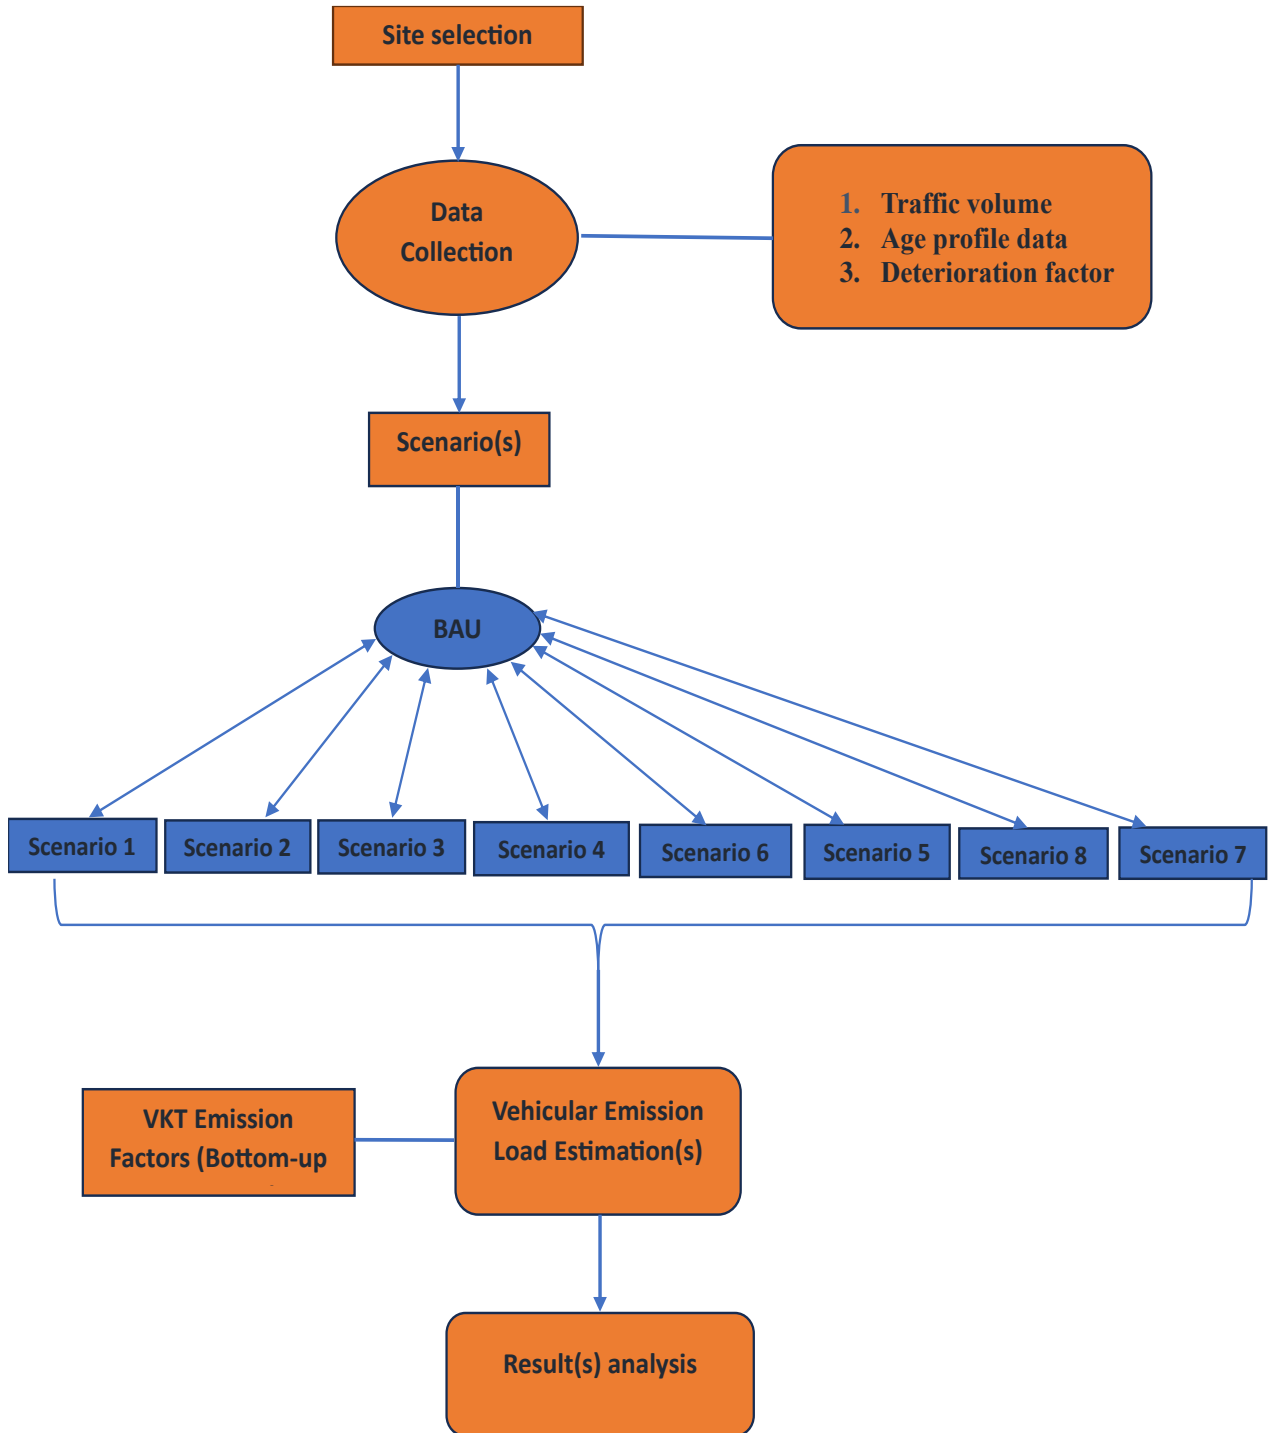 Site selection
Data
Collection
1. Traffic volume
2. Age profile data
3. Deterioration factor
Scenario(s)
BAU
Scenario 1
Scenario 2
Scenario 3
Scenario 4
Scenario 6
Scenario 5
Scenario 8
Scenario 7
VKT Emission
Factors (Bottom-up
Vehicular Emission
Load Estimation(s)
Result(s) analysis